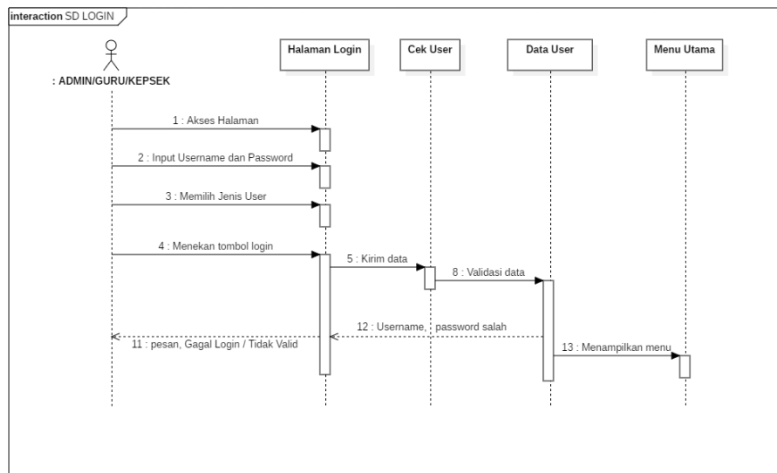 interaction SD LOGIN
: ADMIN/GURU/KEPSEK
Halaman Login
Cek User
Data User
Menu Utama
1 : Akses Halaman
2 : Input Username dan Password
3 : Memilih Jenis User
4 : Menekan tombol login
5 : Kirim data
8 : Validasi data
12 : Username, password salah
11 : pesan, Gagal Login / Tidak Valid
13 : Menampilkan menu